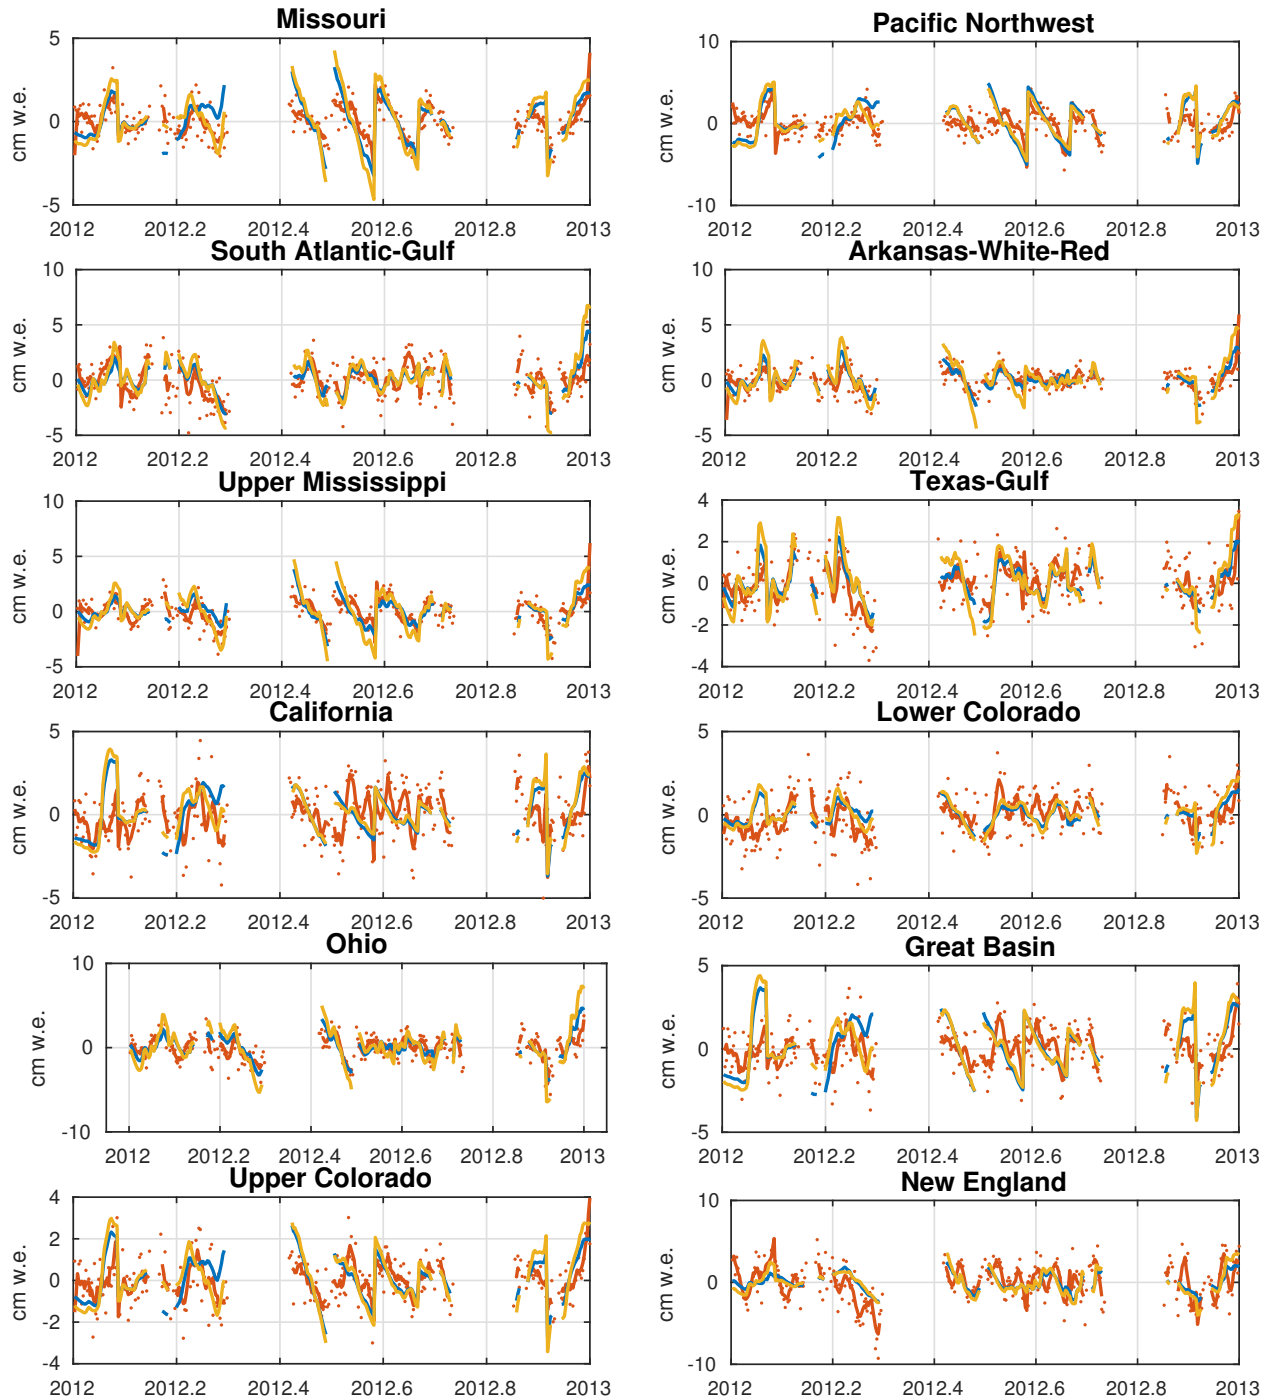 Missouri
5
0
-5
cm w.e.
2012 2012.2 2012.4 2012.6 2012.8 2013
Pacific Northwest
10
0
-10
cm w.e.
2012 2012.2 2012.4 2012.6 2012.8 2013
South Atlantic-Gulf
10
5
0
-5
cm w.e.
2012 2012.2 2012.4 2012.6 2012.8 2013
Arkansas-White-Red
10
5
0
-5
cm w.e.
2012 2012.2 2012.4 2012.6 2012.8 2013
Upper Mississippi
10
5
0
-5
cm w.e.
2012 2012.2 2012.4 2012.6 2012.8 2013
Texas-Gulf
4
2
0
-2
-4
cm w.e.
2012 2012.2 2012.4 2012.6 2012.8 2013
California
5
0
-5
cm w.e.
2012 2012.2 2012.4 2012.6 2012.8 2013
Lower Colorado
5
0
-5
cm w.e.
2012 2012.2 2012.4 2012.6 2012.8 2013
Ohio
10
0
-10
cm w.e.
2012 2012.2 2012.4 2012.6 2012.8 2013
Great Basin
5
0
-5
cm w.e.
2012 2012.2 2012.4 2012.6 2012.8 2013
Upper Colorado
4
2
0
-2
-4
cm w.e.
2012 2012.2 2012.4 2012.6 2012.8 2013
New England
10
0
-10
cm w.e.
2012 2012.2 2012.4 2012.6 2012.8 2013